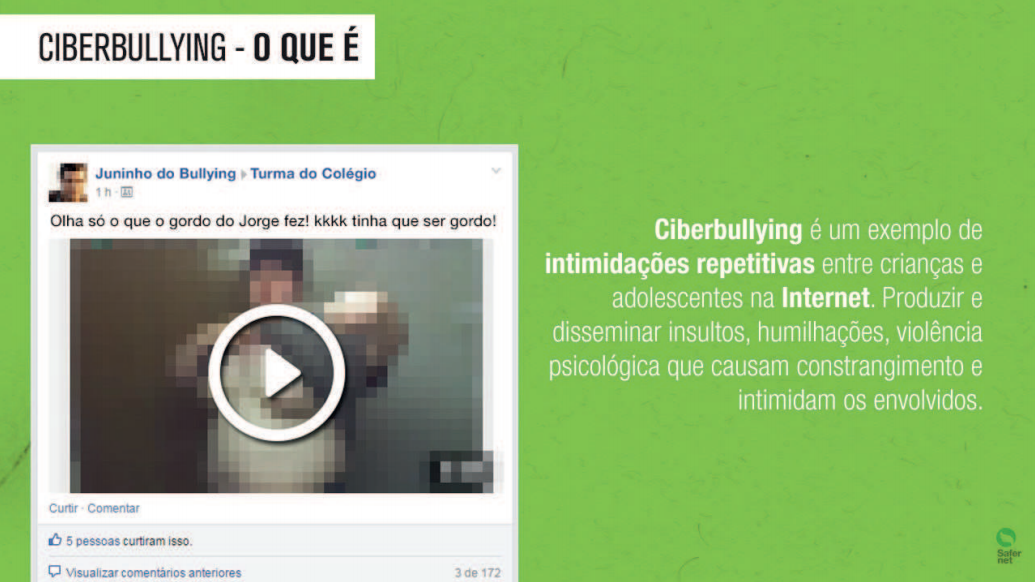 CIBERBULLYING - O QUE É
Juninho do Bullying Turma do Colégio
1 h ·
Olha só o que o gordo do Jorge fez! kkkk tinha que ser gordo!
Curtir · Comentar
5 pessoas curtiram isso.
Visualizar comentários anteriores 3 de 172
Ciberbullying é um exemplo de
intimidações repetitivas entre crianças e
adolescentes na Internet. Produzir e
disseminar insultos, humilhações, violência
psicológica que causam constrangimento e
intimidam os envolvidos.
Safer
net